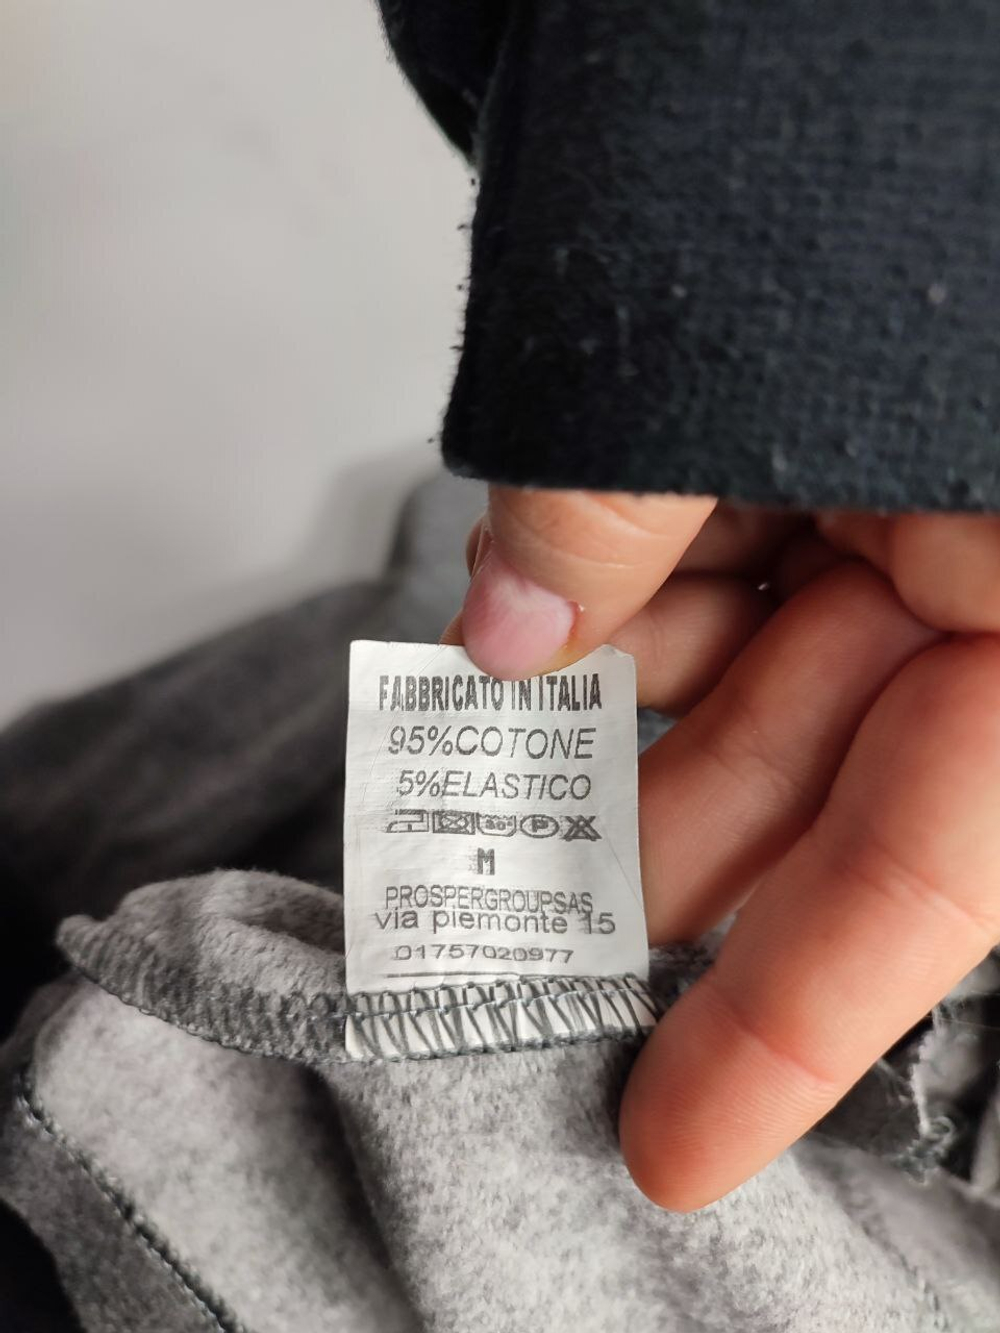 FABBRICATO IN ITALIA
95%COTONE
5%ELASTICO
M
PROSPERGROUPSAS
via piemonte 15
01757020977